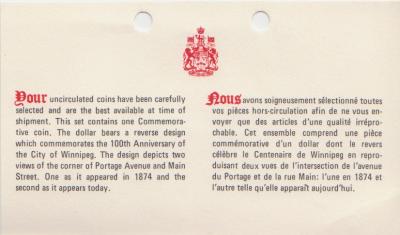 Your uncirculated coins have been carefully
selected and are the best available at time of
shipment. This set contains one Commemora-
tive coin. The dollar bears a reverse design
which commemorates the 100th Anniversary of
the City of Winnipeg. The design depicts two
views of the corner of Portage Avenue and Main
Street. One as it appeared in 1874 and the
second as it appears today.
Nous avons soigneusement sélectionné toutes
vos pièces hors-circulation afin de ne vous en-
voyer que des articles d'une qualité irrépro-
chable. Cet ensemble comprend une pièce
commémorative d'un dollar dont le revers
célèbre le Centenaire de Winnipeg en repro-
duisant deux vues de l'intersection de l'avenue
du Portage et de la rue Main: l'une en 1874 et
l'autre telle qu'elle apparaît aujourd'hui.